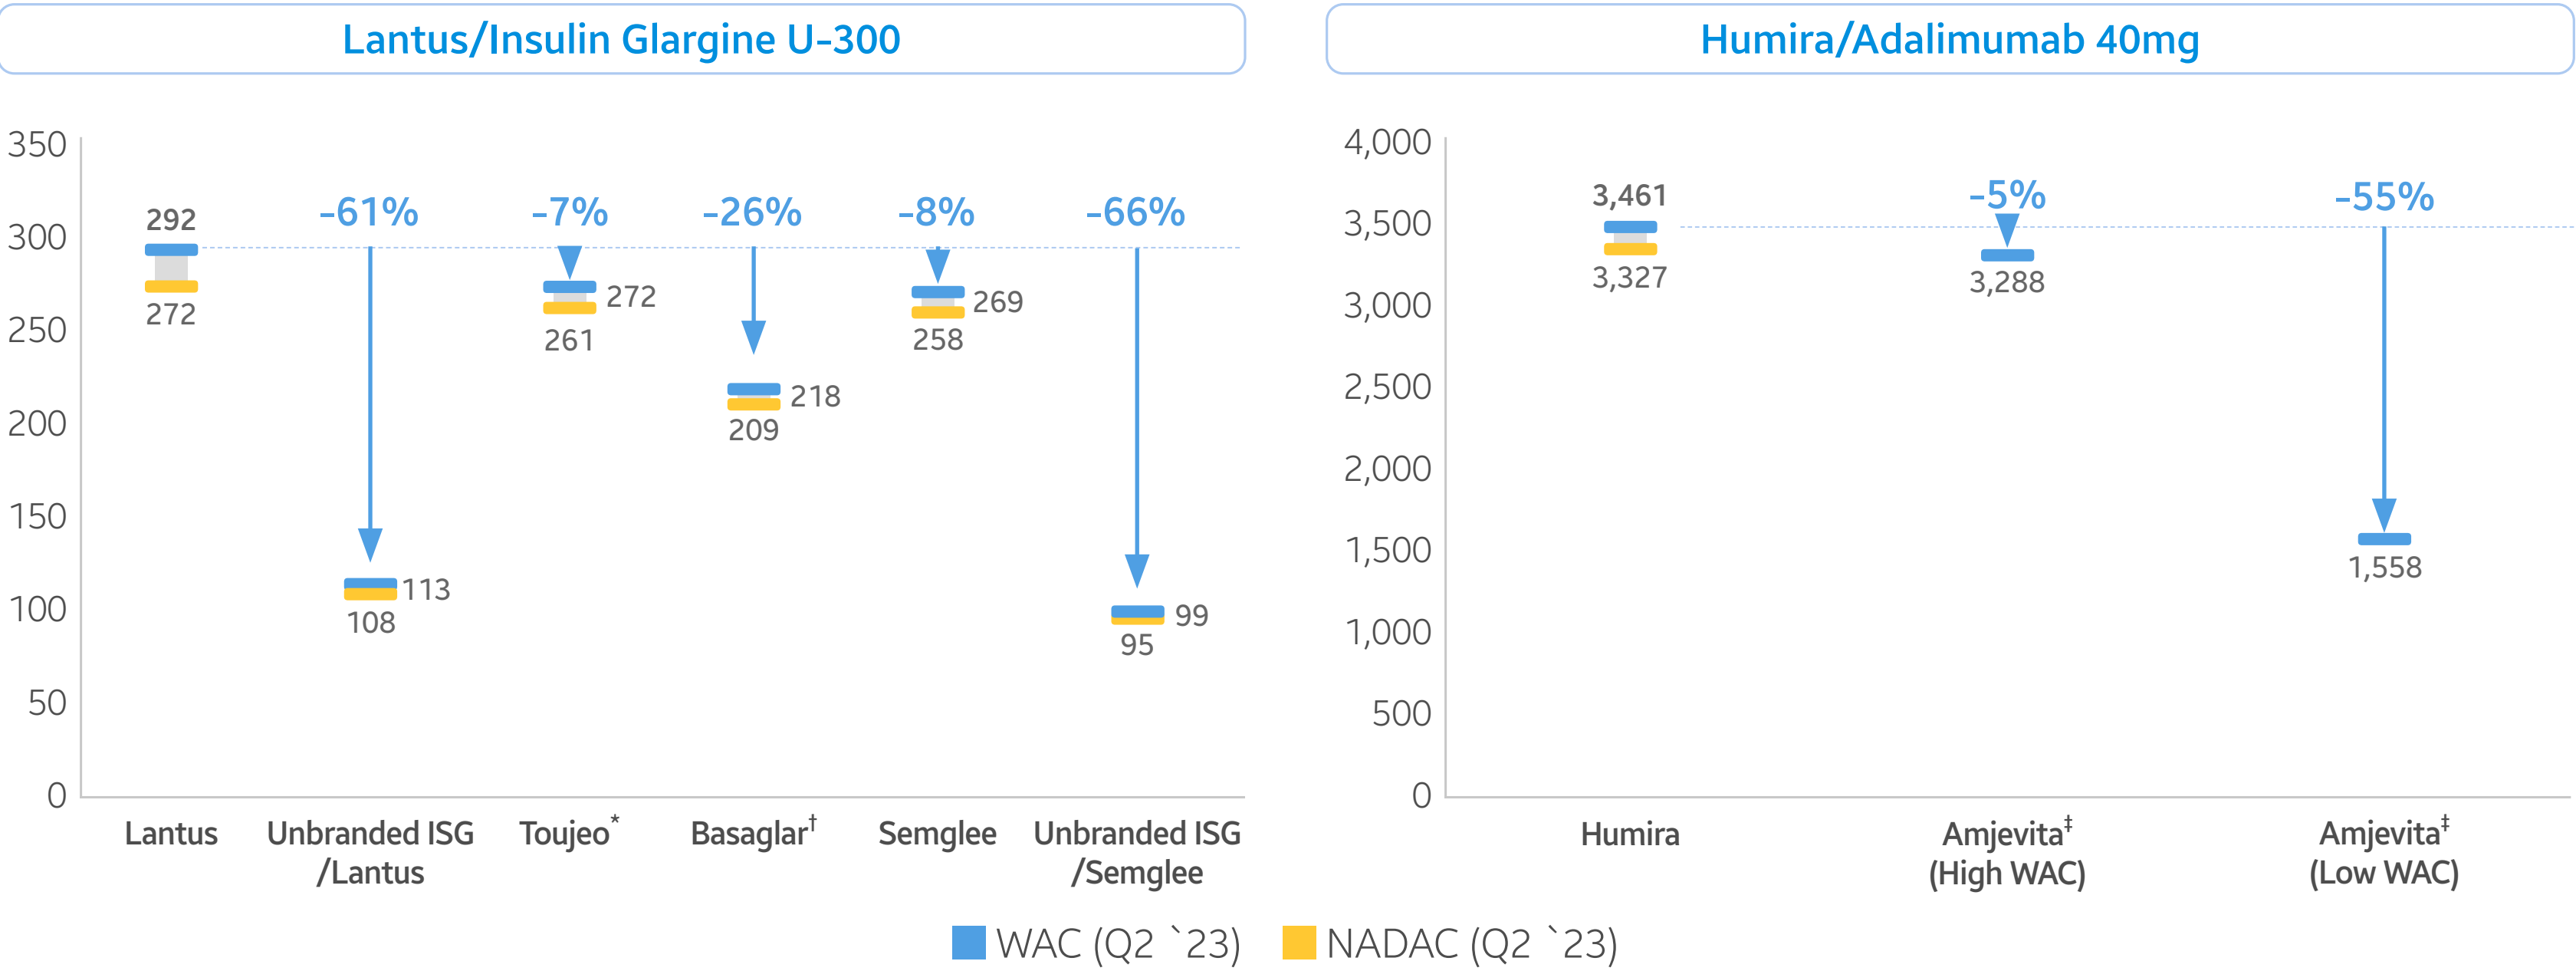 Lantus/Insulin Glargine U-300
350
300
250
200
150
100
50
0
292
272
-61%
113
108
-7%
272
261
-26%
218
209
-8%
269
258
-66%
99
95
Lantus
Unbranded ISG
/Lantus
Toujeo*
Basaglar†
Semglee
Unbranded ISG
/Semglee
Humira/Adalimumab 40mg
4,000
3,500
3,000
2,500
2,000
1,500
1,000
500
0
3,461
3,327
-5%
3,288
-55%
1,558
Humira
Amjevita‡
(High WAC)
Amjevita‡
(Low WAC)
WAC (Q2 `23)
NADAC (Q2 `23)